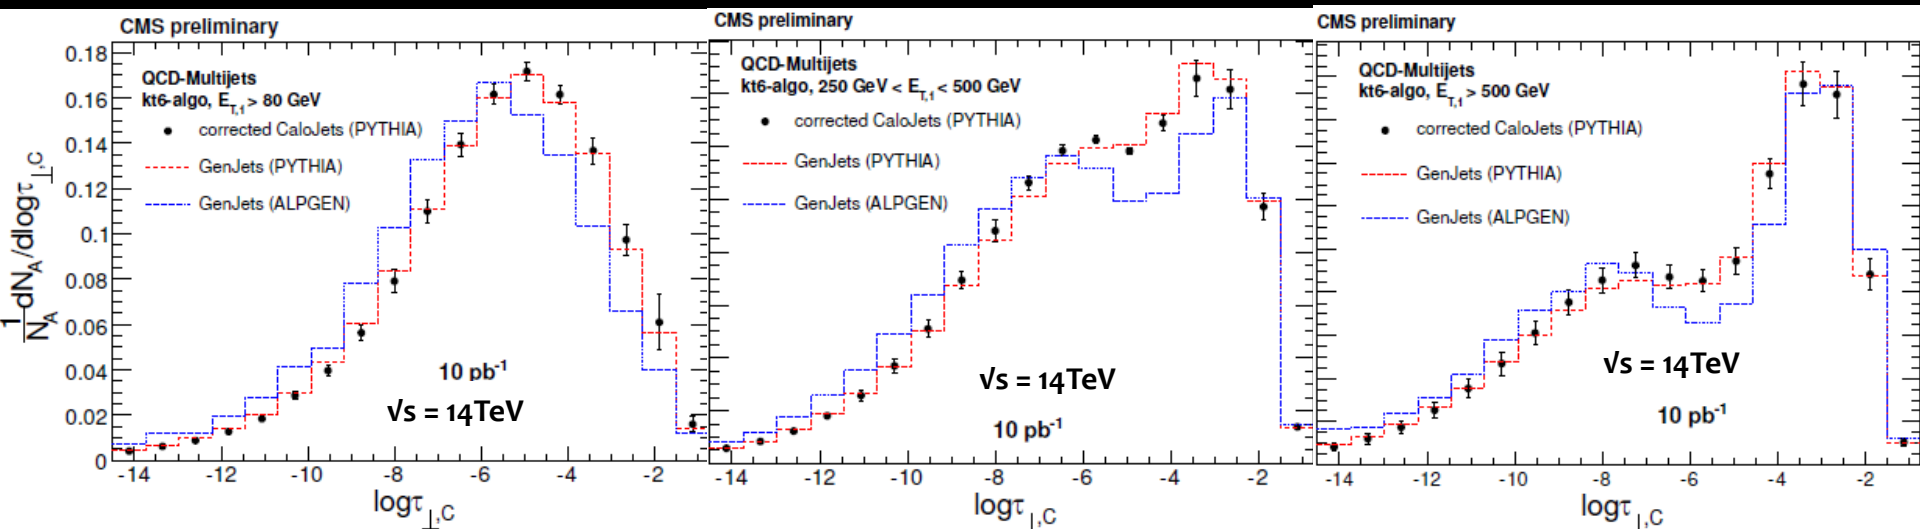 CMS preliminary
QCD-Multijets
kt6-algo, E_T,1 > 80 GeV
corrected CaloJets (PYTHIA)
GenJets (PYTHIA)
GenJets (ALPGEN)
10 pb⁻¹
√s = 14TeV
1/N_A dN_A/dlogτ_⊥,C
0.18
0.16
0.14
0.12
0.1
0.08
0.06
0.04
0.02
0
-14 -12 -10 -8 -6 -4 -2
logτ_⊥,C
CMS preliminary
QCD-Multijets
kt6-algo, 250 GeV < E_T,1 < 500 GeV
corrected CaloJets (PYTHIA)
GenJets (PYTHIA)
GenJets (ALPGEN)
√s = 14TeV
10 pb⁻¹
-14 -12 -10 -8 -6 -4 -2
logτ_⊥,C
CMS preliminary
QCD-Multijets
kt6-algo, E_T,1 > 500 GeV
corrected CaloJets (PYTHIA)
GenJets (PYTHIA)
GenJets (ALPGEN)
√s = 14TeV
10 pb⁻¹
-14 -12 -10 -8 -6 -4 -2
logτ_⊥,C